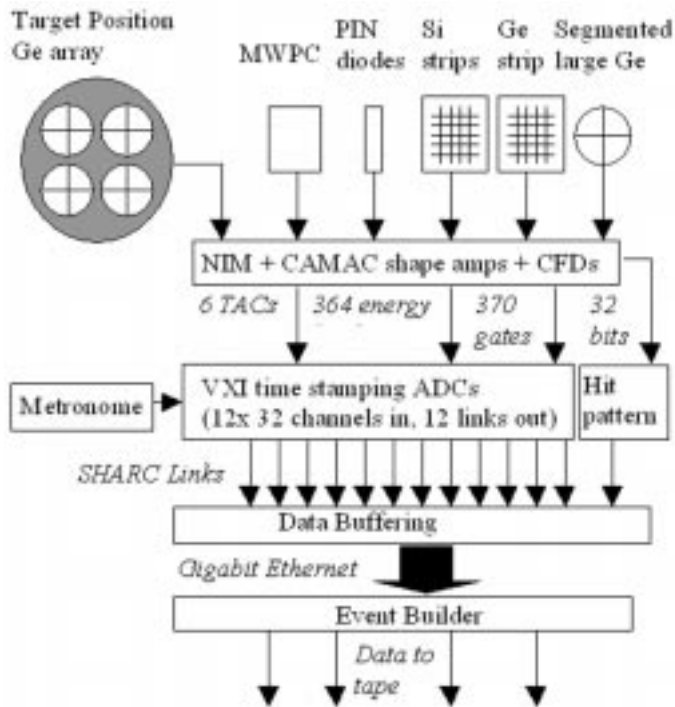 Target Position
Ge array
MWPC
PIN
diodes
Si
strips
Ge
strip
Segmented
large Ge
NIM + CAMAC shape amps + CFDs
6 TACs
364 energy
370
gates
32
bits
Metronome
VXI time stamping ADCs
(12x 32 channels in, 12 links out)
Hit
pattern
SHARC Links
Data Buffering
Gigabit Ethernet
Event Builder
Data to
tape